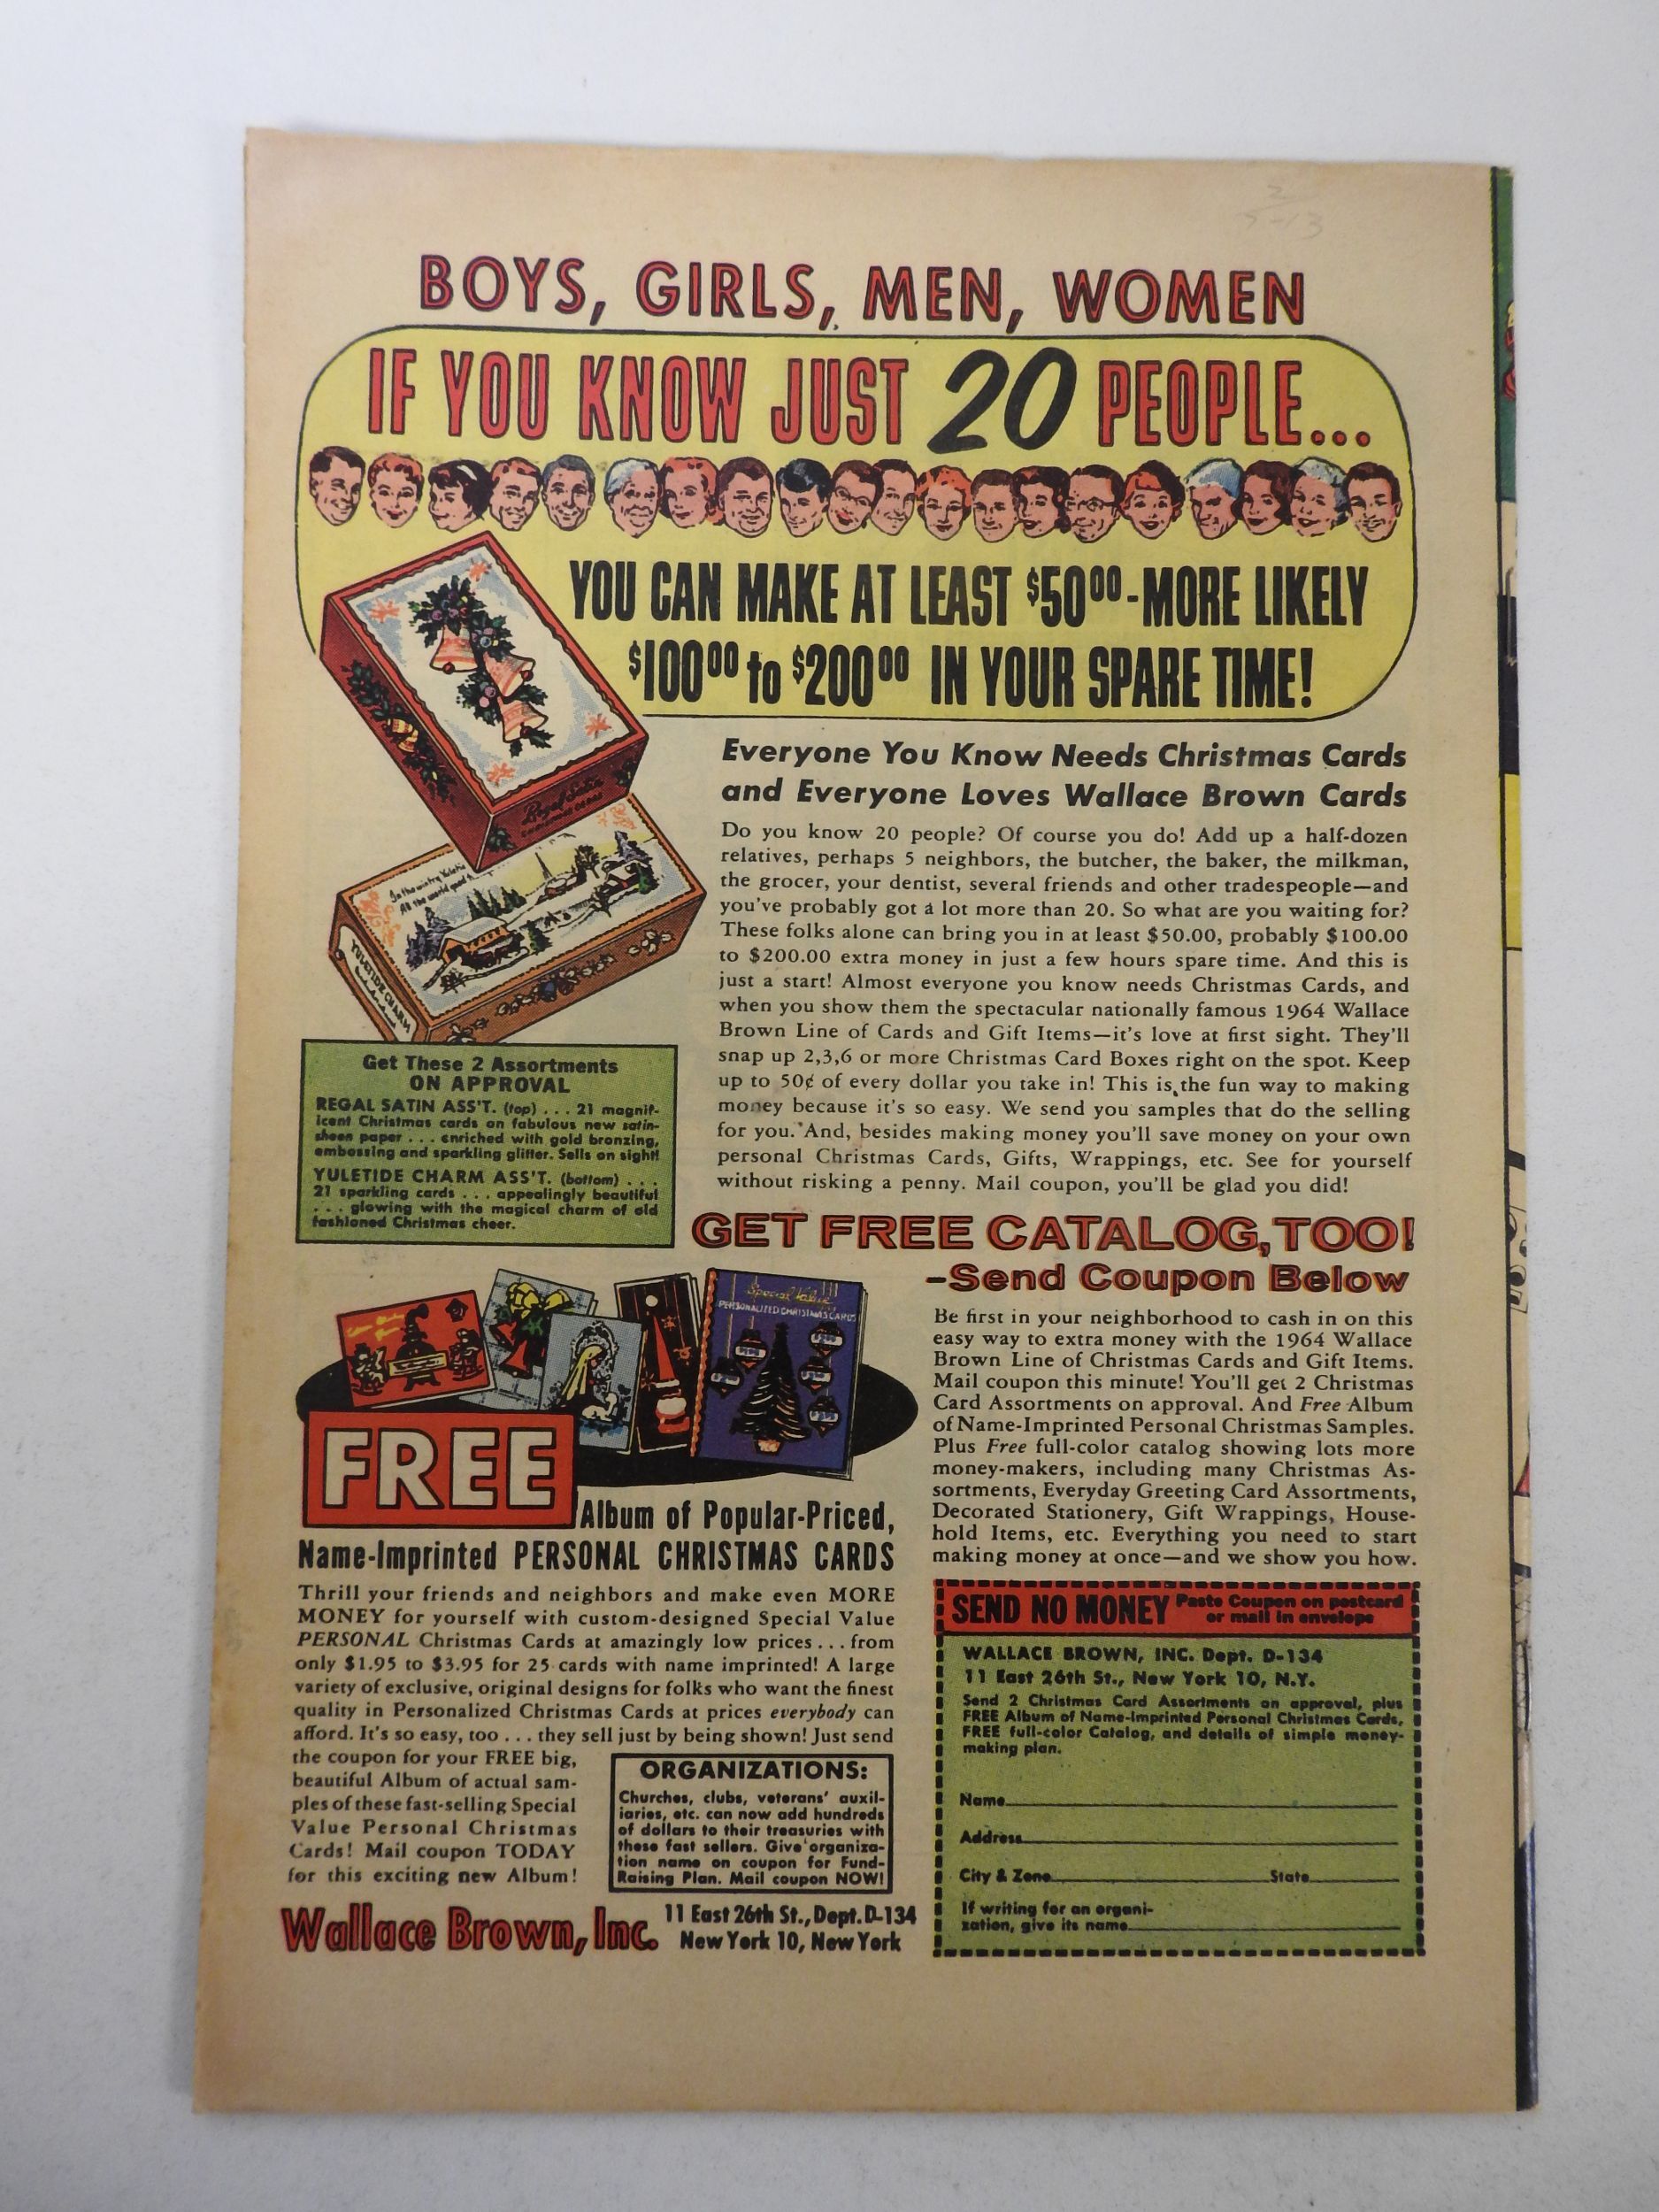 BOYS, GIRLS, MEN, WOMEN
IF YOU KNOW JUST 20 PEOPLE...
YOU CAN MAKE AT LEAST $50⁰⁰-MORE LIKELY
$100⁰⁰ to $200⁰⁰ IN YOUR SPARE TIME!
Regal Satin
CHRISTMAS CARDS
In the wintry Yuletide
All the world
YULETIDE CHARM
Everyone You Know Needs Christmas Cards
and Everyone Loves Wallace Brown Cards
Do you know 20 people? Of course you do! Add up a half-dozen
relatives, perhaps 5 neighbors, the butcher, the baker, the milkman,
the grocer, your dentist, several friends and other tradespeople—and
you've probably got a lot more than 20. So what are you waiting for?
These folks alone can bring you in at least $50.00, probably $100.00
to $200.00 extra money in just a few hours spare time. And this is
just a start! Almost everyone you know needs Christmas Cards, and
when you show them the spectacular nationally famous 1964 Wallace
Brown Line of Cards and Gift Items—it's love at first sight. They'll
snap up 2,3,6 or more Christmas Card Boxes right on the spot. Keep
up to 50¢ of every dollar you take in! This is the fun way to making
money because it's so easy. We send you samples that do the selling
for you. And, besides making money you'll save money on your own
personal Christmas Cards, Gifts, Wrappings, etc. See for yourself
without risking a penny. Mail coupon, you'll be glad you did!
Get These 2 Assortments
ON APPROVAL
REGAL SATIN ASS'T. (top) . . . 21 magnif-
icent Christmas cards on fabulous new satin-
sheen paper . . . enriched with gold bronzing,
embossing and sparkling glitter. Sells on sight!
YULETIDE CHARM ASS'T. (bottom) . . .
21 sparkling cards . . . appealingly beautiful
. . . glowing with the magical charm of old
fashioned Christmas cheer.
GET FREE CATALOG, TOO!
-Send Coupon Below
Be first in your neighborhood to cash in on this
easy way to extra money with the 1964 Wallace
Brown Line of Christmas Cards and Gift Items.
Mail coupon this minute! You'll get 2 Christmas
Card Assortments on approval. And Free Album
of Name-Imprinted Personal Christmas Samples.
Plus Free full-color catalog showing lots more
money-makers, including many Christmas As-
sortments, Everyday Greeting Card Assortments,
Decorated Stationery, Gift Wrappings, House-
hold Items, etc. Everything you need to start
making money at once—and we show you how.
Special Value
PERSONALIZED CHRISTMAS CARDS
FREE
Album of Popular-Priced,
Name-Imprinted PERSONAL CHRISTMAS CARDS
Thrill your friends and neighbors and make even MORE
MONEY for yourself with custom-designed Special Value
PERSONAL Christmas Cards at amazingly low prices . . . from
only $1.95 to $3.95 for 25 cards with name imprinted! A large
variety of exclusive, original designs for folks who want the finest
quality in Personalized Christmas Cards at prices everybody can
afford. It's so easy, too . . . they sell just by being shown! Just send
the coupon for your FREE big,
beautiful Album of actual sam-
ples of these fast-selling Special
Value Personal Christmas
Cards! Mail coupon TODAY
for this exciting new Album!
ORGANIZATIONS:
Churches, clubs, veterans' auxil-
iaries, etc. can now add hundreds
of dollars to their treasuries with
these fast sellers. Give organiza-
tion name on coupon for Fund-
Raising Plan. Mail coupon NOW!
Wallace Brown, Inc.
11 East 26th St., Dept. D-134
New York 10, New York
SEND NO MONEY Paste Coupon on postcard
or mail in envelope
WALLACE BROWN, INC. Dept. D-134
11 East 26th St., New York 10, N.Y.
Send 2 Christmas Card Assortments on approval, plus
FREE Album of Name-Imprinted Personal Christmas Cards,
FREE full-color Catalog, and details of simple money-
making plan.
Name
Address
City & Zone State
If writing for an organi-
zation, give its name